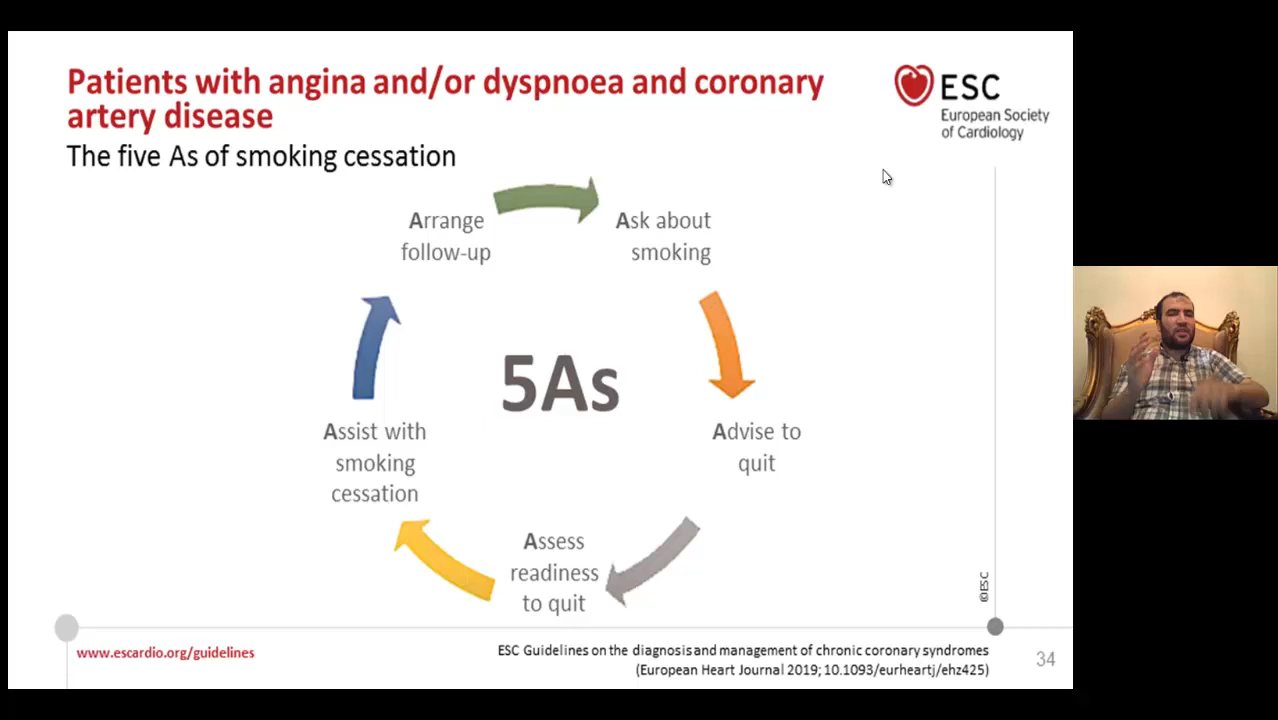 Patients with angina and/or dyspnoea and coronary
artery disease
The five As of smoking cessation
ESC
European Society
of Cardiology
Arrange
follow-up
Ask about
smoking
5As
Assist with
smoking
cessation
Advise to
quit
Assess
readiness
to quit
©ESC
www.escardio.org/guidelines
ESC Guidelines on the diagnosis and management of chronic coronary syndromes
(European Heart Journal 2019; 10.1093/eurheartj/ehz425)
34